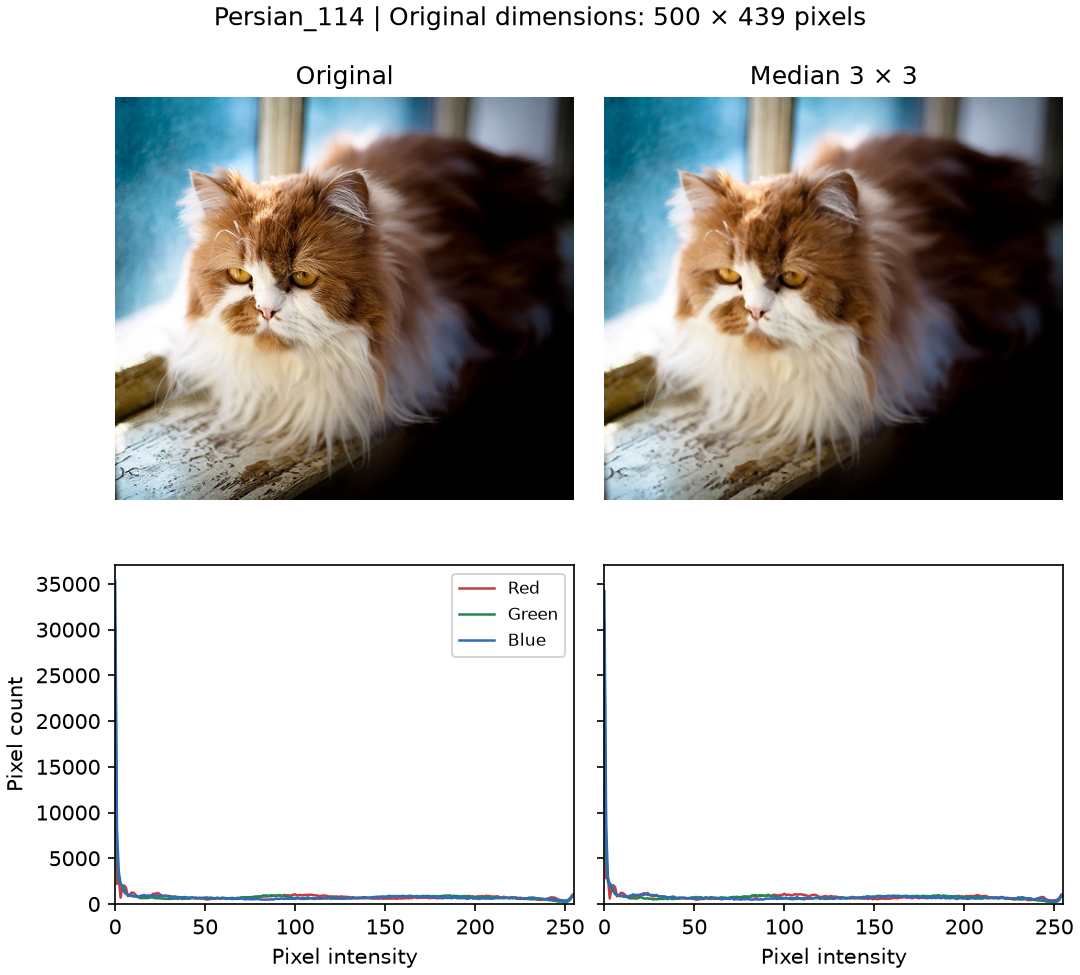 Persian_114 | Original dimensions: 500 × 439 pixels
Original
Median 3 × 3
35000
30000
25000
20000
15000
10000
5000
0
Pixel count
Red
Green
Blue
0 50 100 150 200 250
0 50 100 150 200 250
Pixel intensity
Pixel intensity